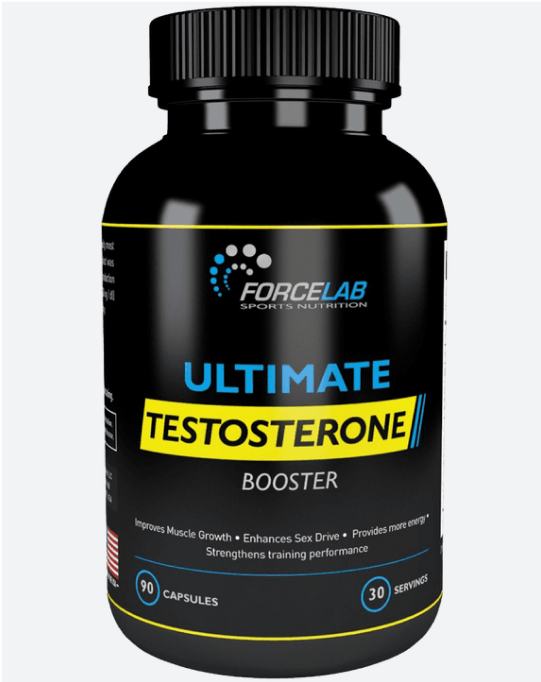 FORCELAB
SPORTS NUTRITION
ULTIMATE
TESTOSTERONE
BOOSTER
Improves Muscle Growth • Enhances Sex Drive • Provides more energy •
Strengthens training performance
90 CAPSULES
30 SERVINGS